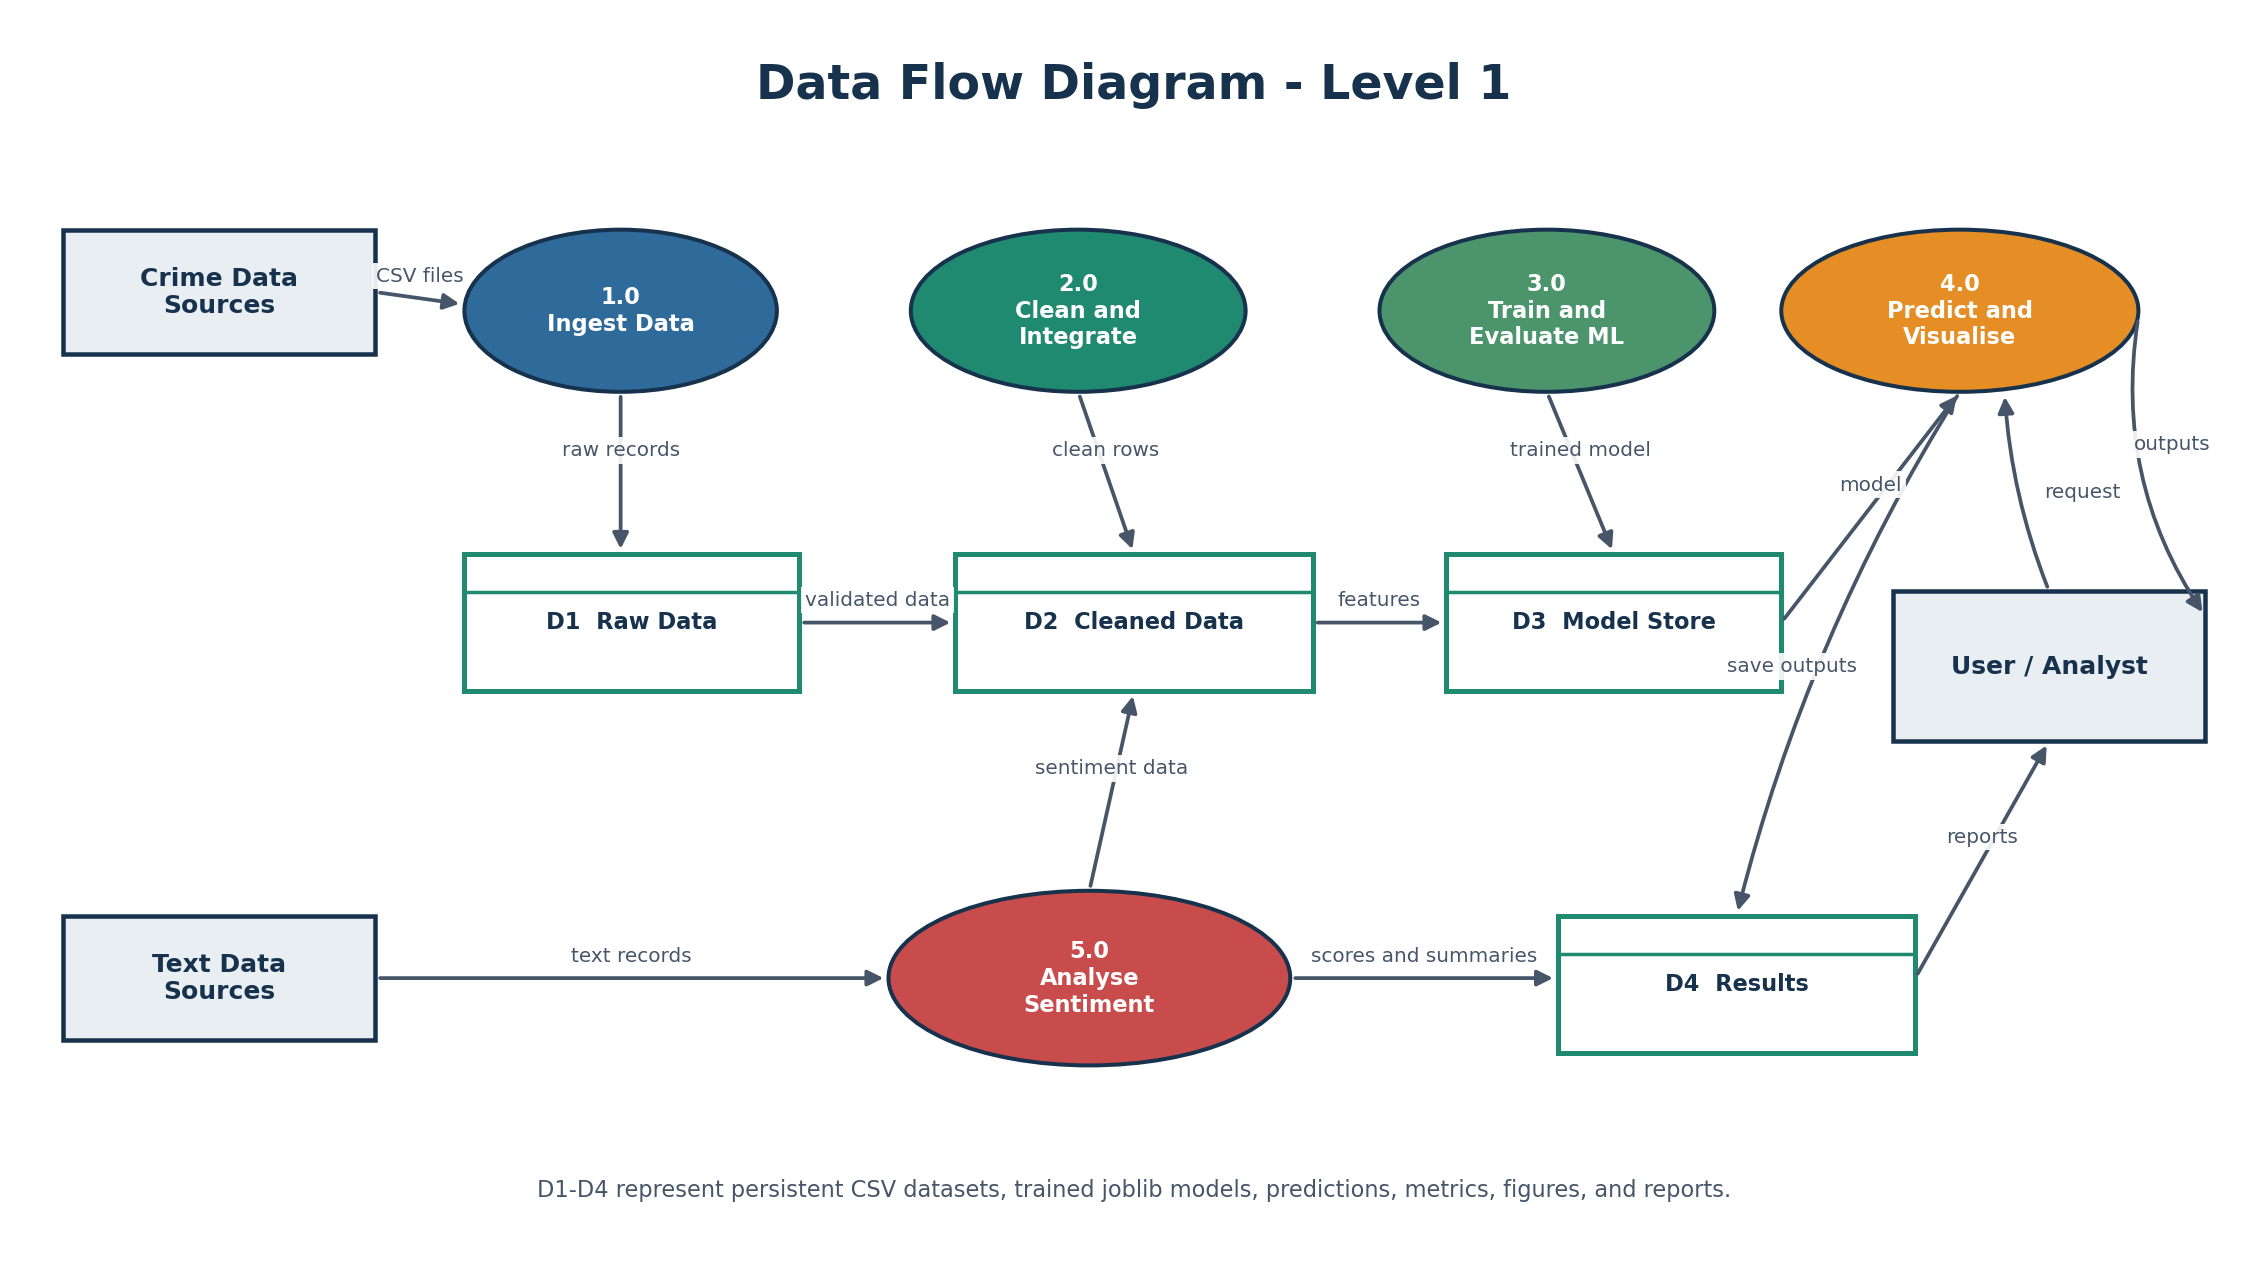 Data Flow Diagram - Level 1
Crime Data
Sources
CSV files
1.0
Ingest Data
2.0
Clean and
Integrate
3.0
Train and
Evaluate ML
4.0
Predict and
Visualise
raw records
clean rows
trained model
model
request
outputs
D1  Raw Data
validated data
D2  Cleaned Data
features
D3  Model Store
save outputs
User / Analyst
sentiment data
reports
Text Data
Sources
text records
5.0
Analyse
Sentiment
scores and summaries
D4  Results
D1-D4 represent persistent CSV datasets, trained joblib models, predictions, metrics, figures, and reports.